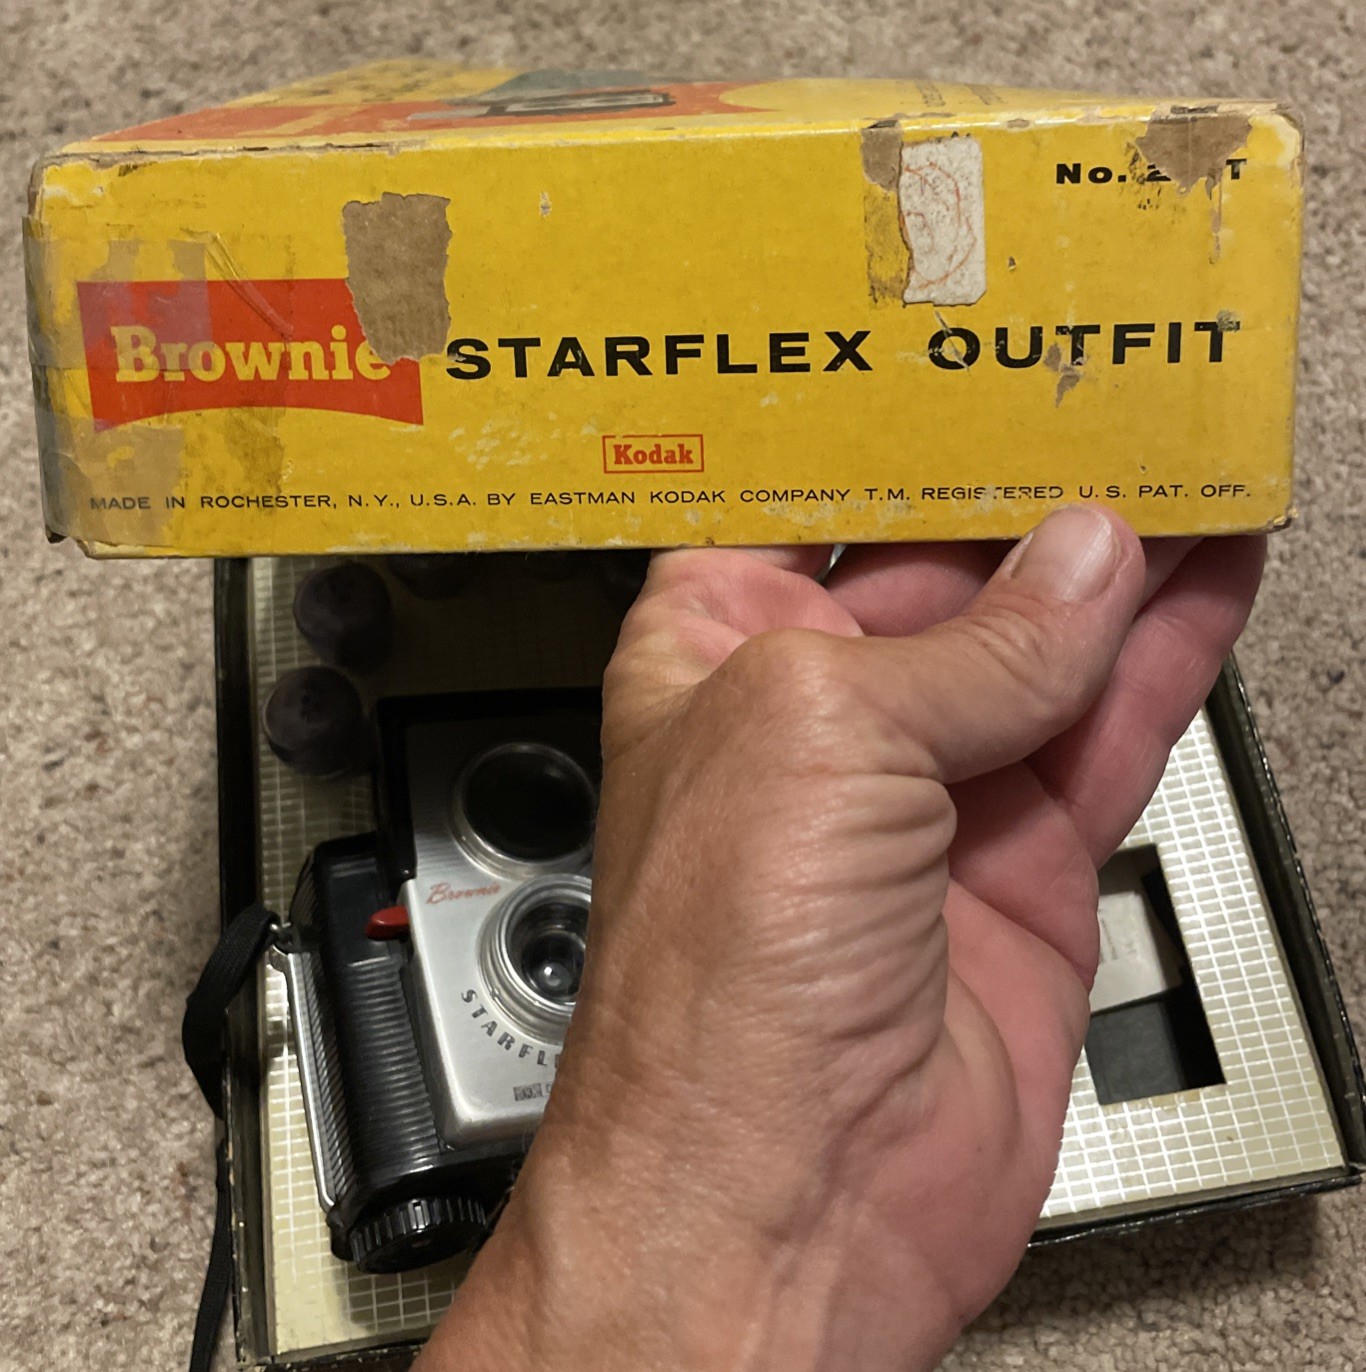 No. T
Brownie STARFLEX OUTFIT
Kodak
MADE IN ROCHESTER, N.Y., U.S.A. BY EASTMAN KODAK COMPANY T.M. REGISTERED U.S. PAT. OFF.
Brownie
STARFL